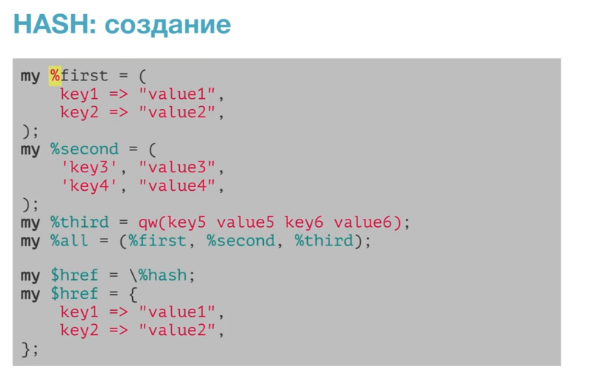 HASH: создание
my %first = (
    key1 => "value1",
    key2 => "value2",
);
my %second = (
    'key3', "value3",
    'key4', "value4",
);
my %third = qw(key5 value5 key6 value6);
my %all = (%first, %second, %third);
my $href = \%hash;
my $href = {
    key1 => "value1",
    key2 => "value2",
};